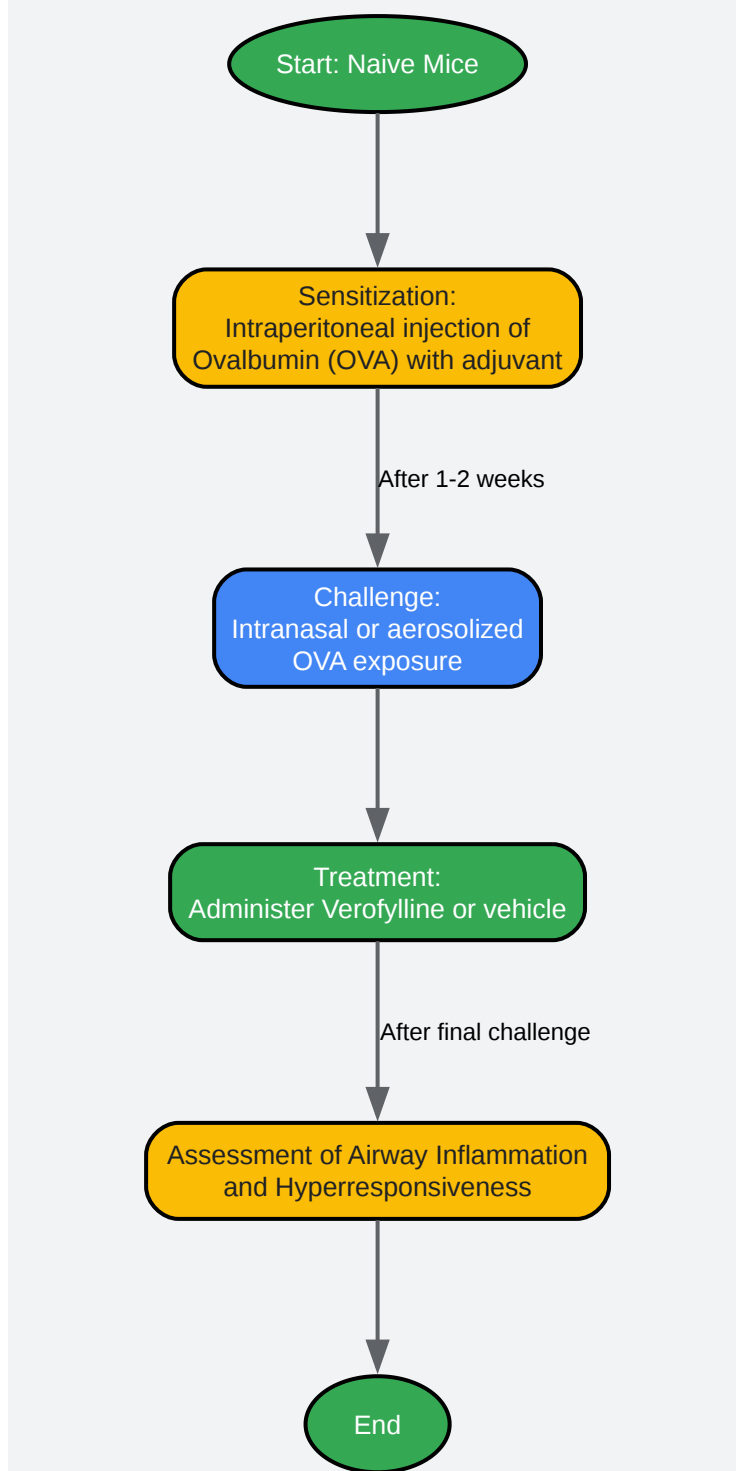 Start: Naive Mice
Sensitization:
Intraperitoneal injection of
Ovalbumin (OVA) with adjuvant
After 1-2 weeks
Challenge:
Intranasal or aerosolized
OVA exposure
Treatment:
Administer Verofylline or vehicle
After final challenge
Assessment of Airway Inflammation
and Hyperresponsiveness
End